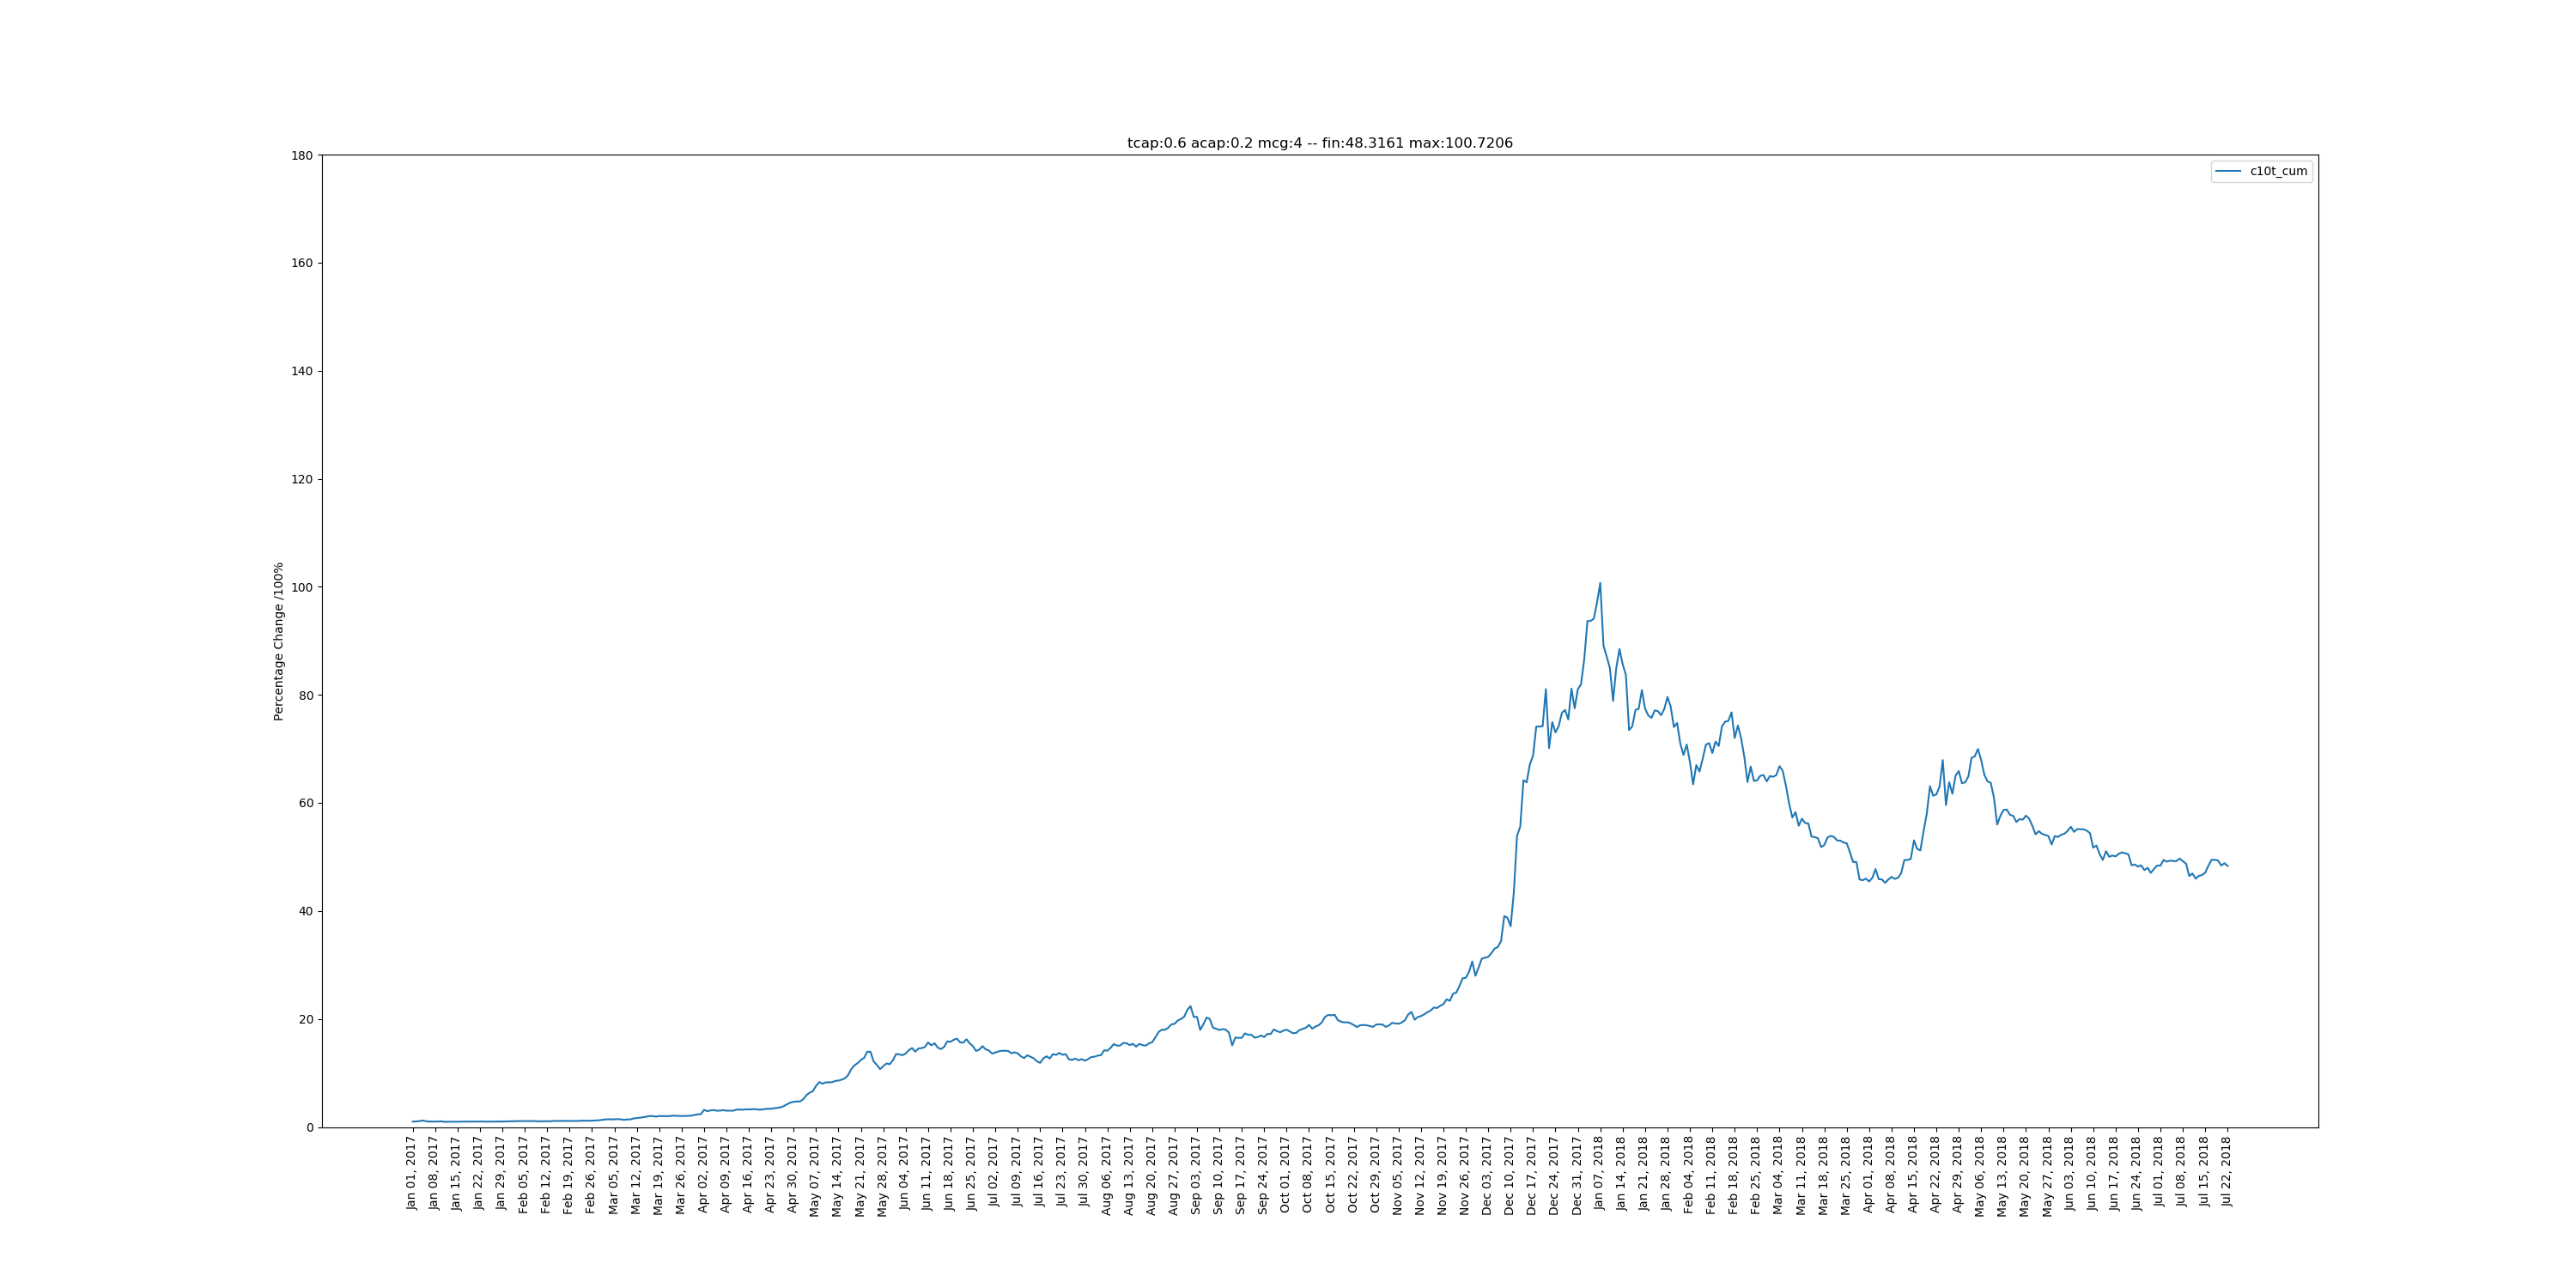 tcap:0.6 acap:0.2 mcg:4 -- fin:48.3161 max:100.7206
c10t_cum
Percentage Change /100%
180
160
140
120
100
80
60
40
20
0
Jan 01, 2017
Jan 08, 2017
Jan 15, 2017
Jan 22, 2017
Jan 29, 2017
Feb 05, 2017
Feb 12, 2017
Feb 19, 2017
Feb 26, 2017
Mar 05, 2017
Mar 12, 2017
Mar 19, 2017
Mar 26, 2017
Apr 02, 2017
Apr 09, 2017
Apr 16, 2017
Apr 23, 2017
Apr 30, 2017
May 07, 2017
May 14, 2017
May 21, 2017
May 28, 2017
Jun 04, 2017
Jun 11, 2017
Jun 18, 2017
Jun 25, 2017
Jul 02, 2017
Jul 09, 2017
Jul 16, 2017
Jul 23, 2017
Jul 30, 2017
Aug 06, 2017
Aug 13, 2017
Aug 20, 2017
Aug 27, 2017
Sep 03, 2017
Sep 10, 2017
Sep 17, 2017
Sep 24, 2017
Oct 01, 2017
Oct 08, 2017
Oct 15, 2017
Oct 22, 2017
Oct 29, 2017
Nov 05, 2017
Nov 12, 2017
Nov 19, 2017
Nov 26, 2017
Dec 03, 2017
Dec 10, 2017
Dec 17, 2017
Dec 24, 2017
Dec 31, 2017
Jan 07, 2018
Jan 14, 2018
Jan 21, 2018
Jan 28, 2018
Feb 04, 2018
Feb 11, 2018
Feb 18, 2018
Feb 25, 2018
Mar 04, 2018
Mar 11, 2018
Mar 18, 2018
Mar 25, 2018
Apr 01, 2018
Apr 08, 2018
Apr 15, 2018
Apr 22, 2018
Apr 29, 2018
May 06, 2018
May 13, 2018
May 20, 2018
May 27, 2018
Jun 03, 2018
Jun 10, 2018
Jun 17, 2018
Jun 24, 2018
Jul 01, 2018
Jul 08, 2018
Jul 15, 2018
Jul 22, 2018